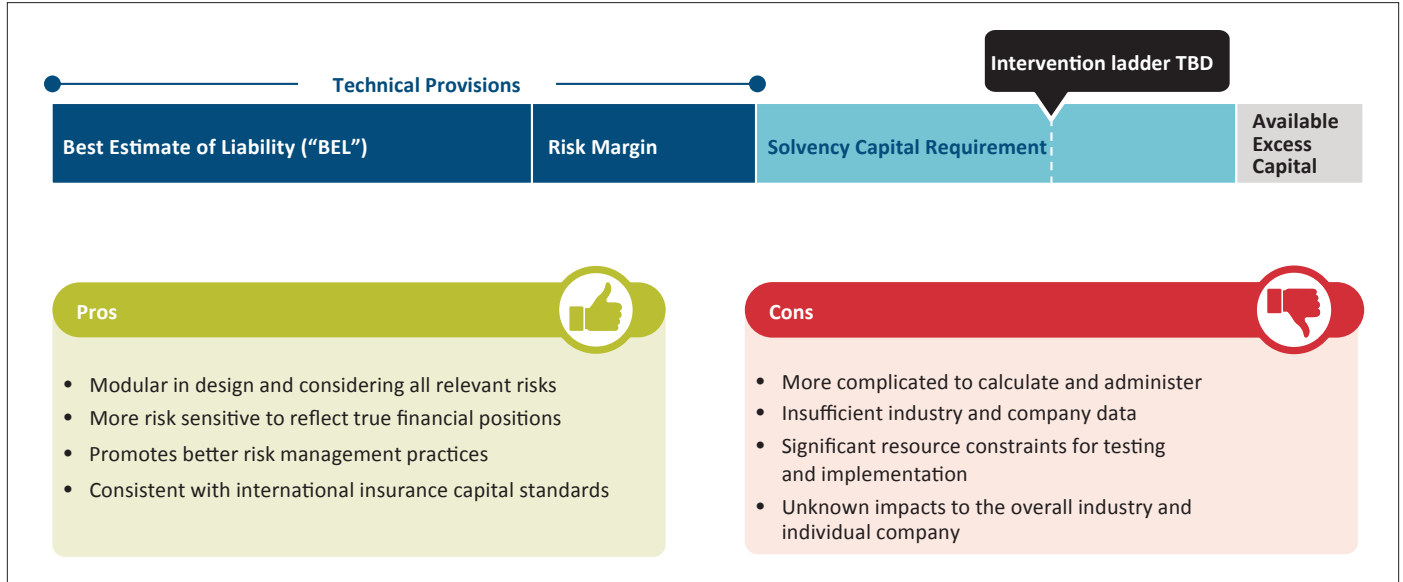 Intervention ladder TBD
Technical Provisions
Best Estimate of Liability (“BEL”)
Risk Margin
Solvency Capital Requirement
Available
Excess
Capital
Pros
• Modular in design and considering all relevant risks
• More risk sensitive to reflect true financial positions
• Promotes better risk management practices
• Consistent with international insurance capital standards
Cons
• More complicated to calculate and administer
• Insufficient industry and company data
• Significant resource constraints for testing
and implementation
• Unknown impacts to the overall industry and
individual company